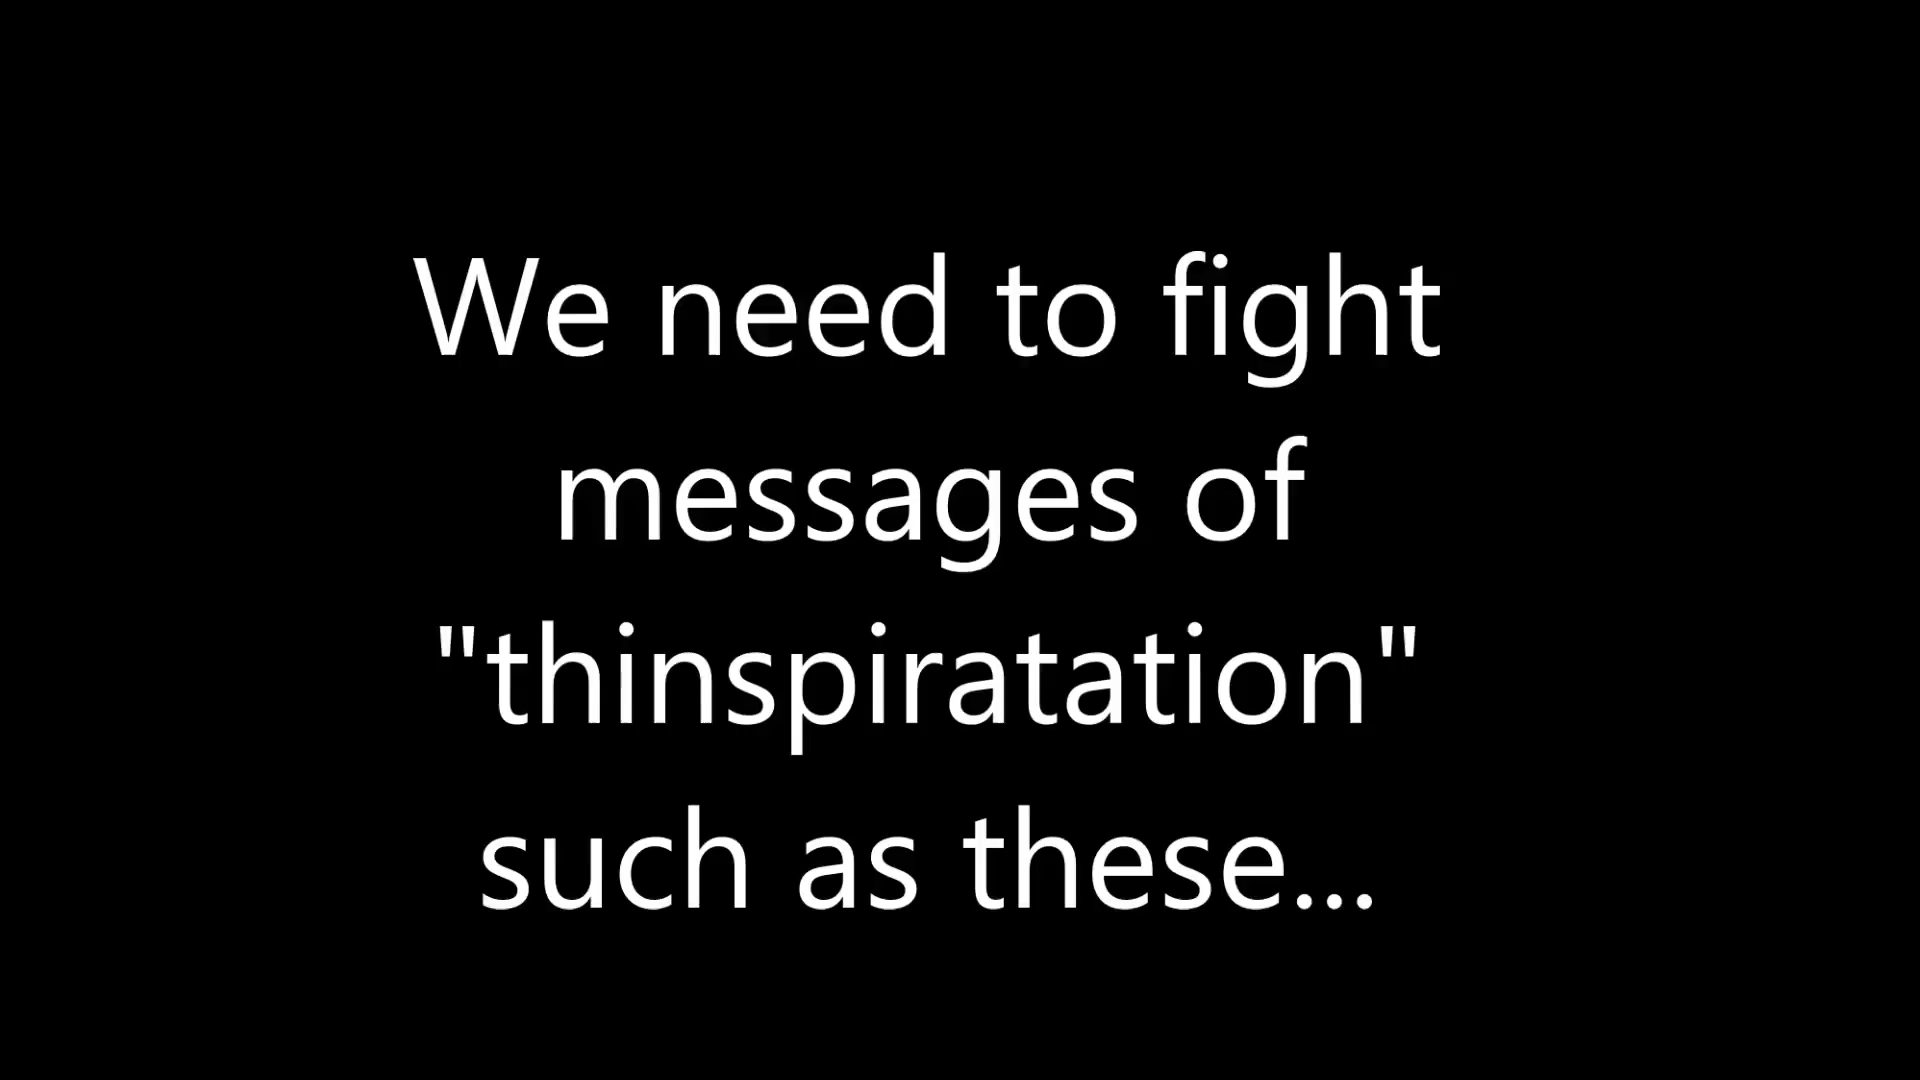 We need to fight
messages of
"thinspiratation"
such as these...